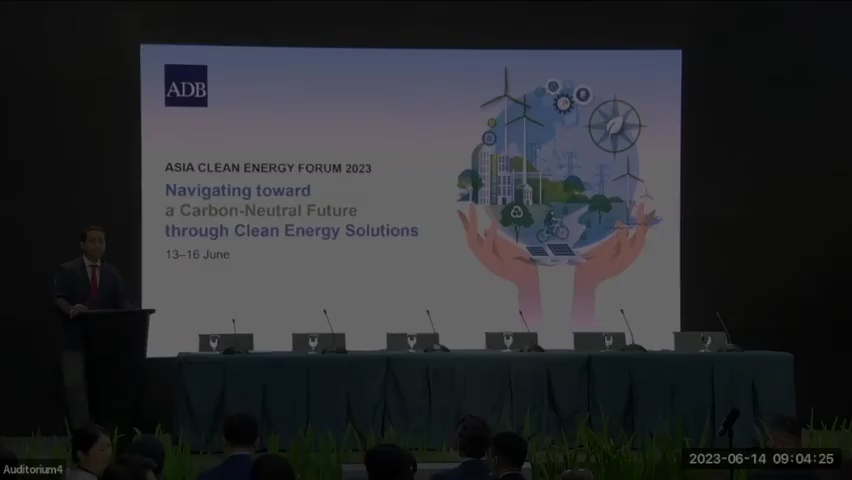 ADB
ASIA CLEAN ENERGY FORUM 2023
Navigating toward
a Carbon-Neutral Future
through Clean Energy Solutions
13–16 June
Auditorium4
2023-06-14 09:04:25